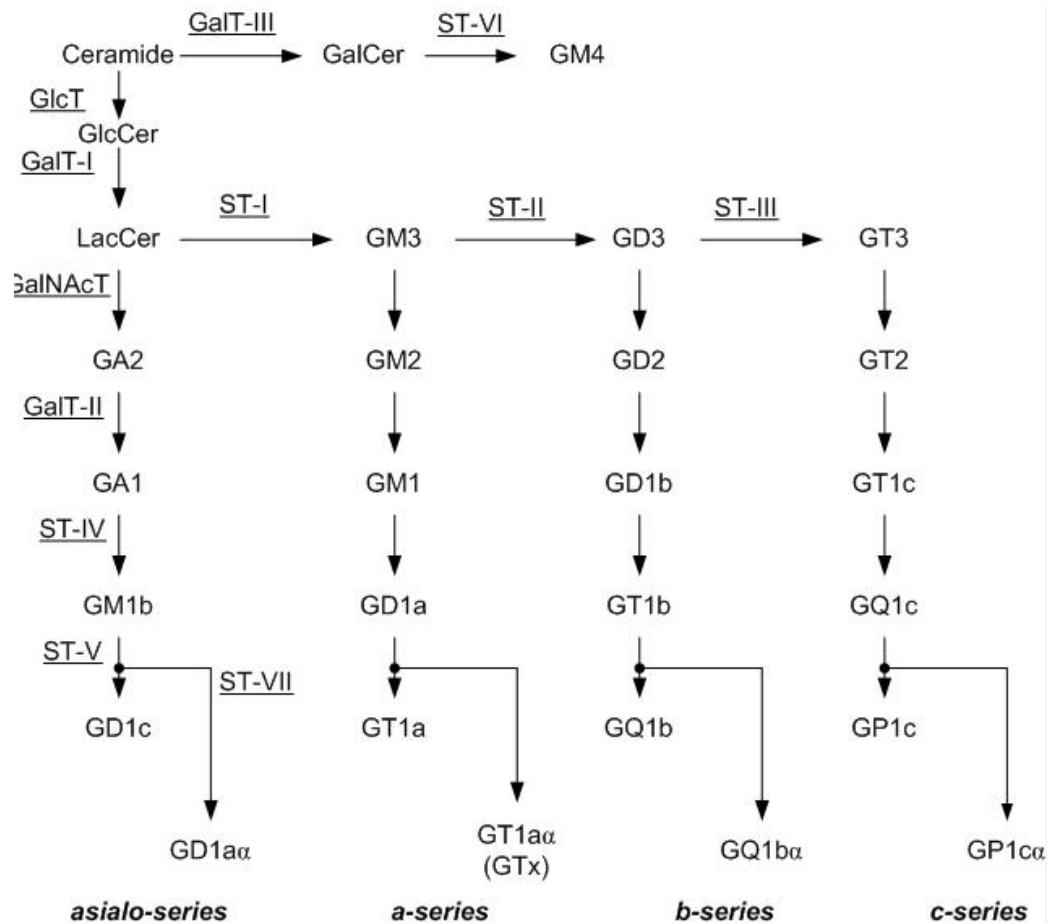 GalT-III
ST-VI
Ceramide
GalCer
GM4
GlcT
GlcCer
GalT-I
ST-I
ST-II
ST-III
LacCer
GM3
GD3
GT3
GalNAcT
GA2
GM2
GD2
GT2
GalT-II
GA1
GM1
GD1b
GT1c
ST-IV
GM1b
GD1a
GT1b
GQ1c
ST-V
ST-VII
GD1c
GT1a
GQ1b
GP1c
GD1aα
GT1aα
(GTx)
GQ1bα
GP1cα
asialo-series
a-series
b-series
c-series